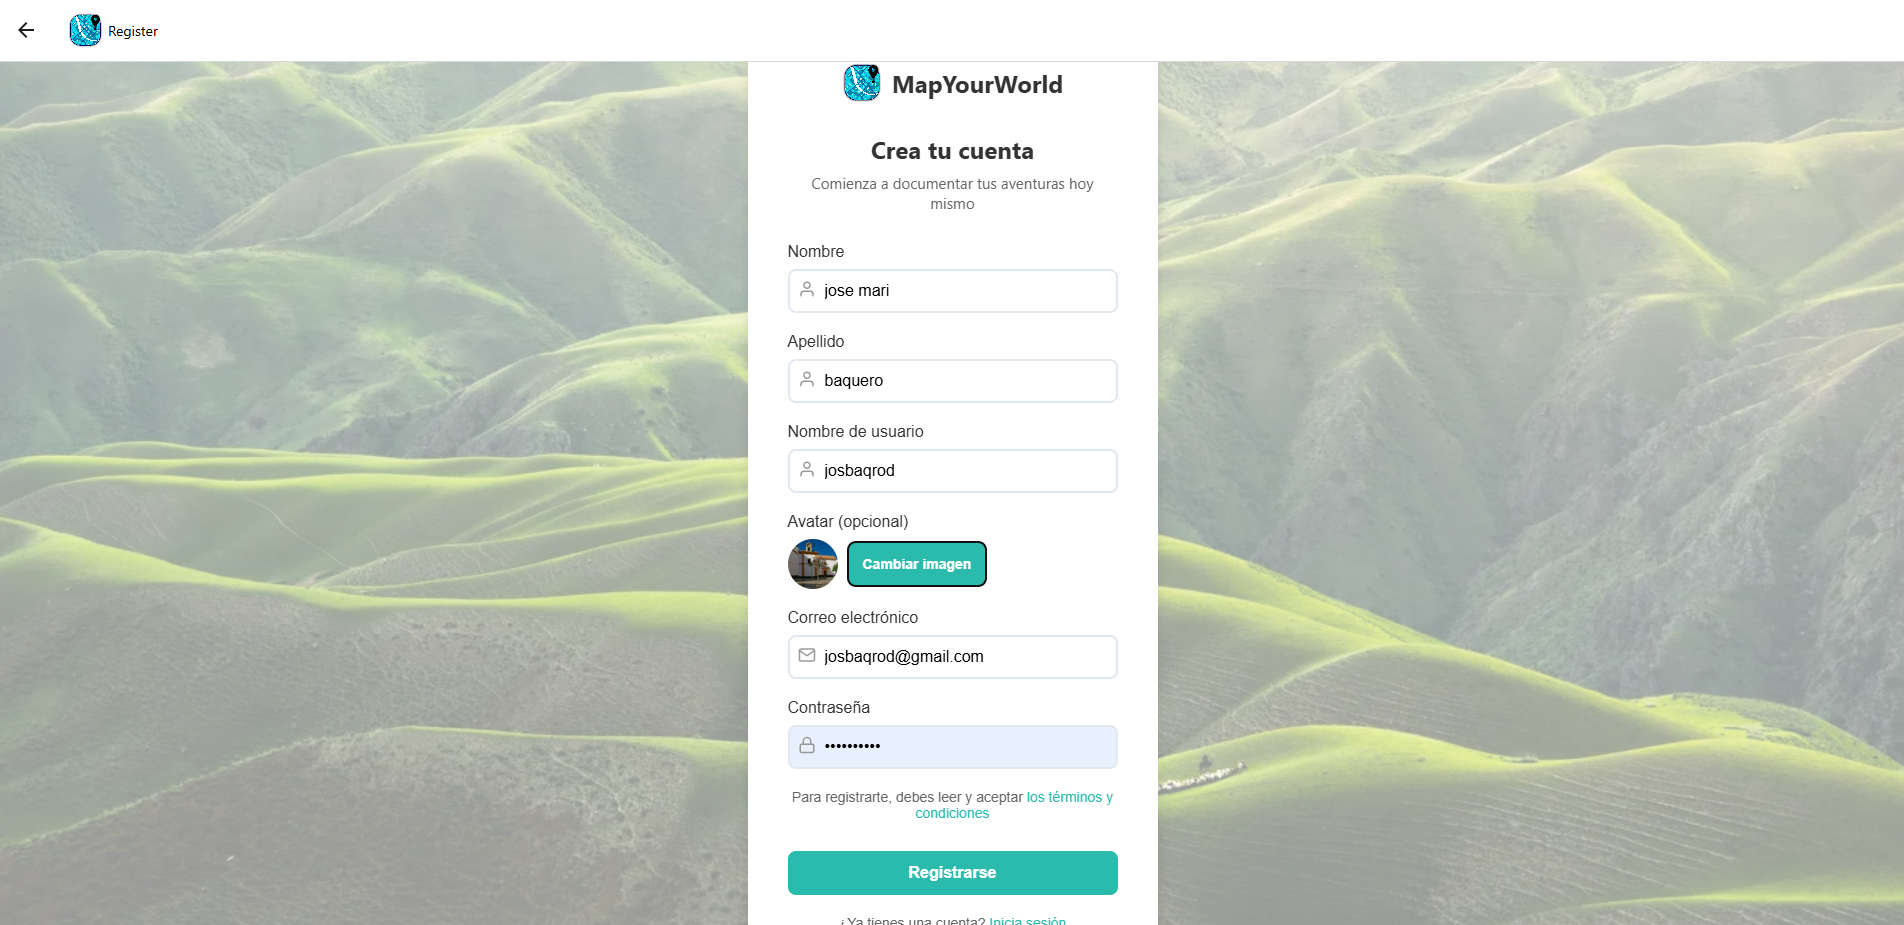 Register
MapYourWorld
Crea tu cuenta
Comienza a documentar tus aventuras hoy
mismo
Nombre
jose mari
Apellido
baquero
Nombre de usuario
josbaqrod
Avatar (opcional)
Cambiar imagen
Correo electrónico
josbaqrod@gmail.com
Contraseña
••••••••••
Para registrarte, debes leer y aceptar los términos y
condiciones
Registrarse
¿Ya tienes una cuenta? Inicia sesión